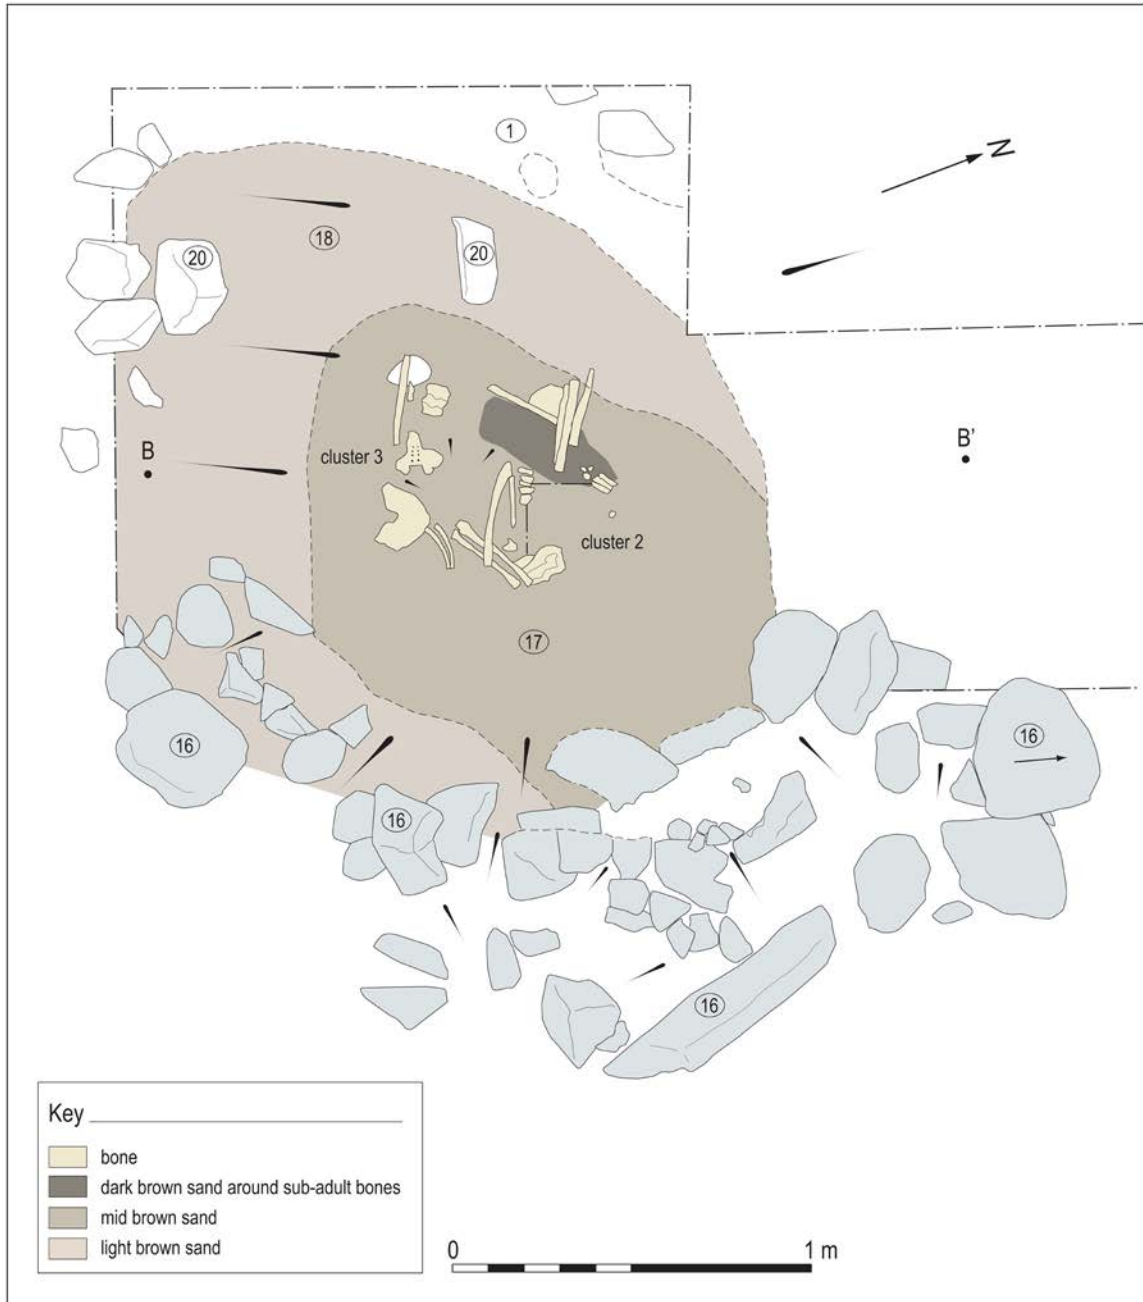 1
N
18
20
20
B
B'
cluster 3
cluster 2
17
16
16
16
16
Key
bone
dark brown sand around sub-adult bones
mid brown sand
light brown sand
0
1 m